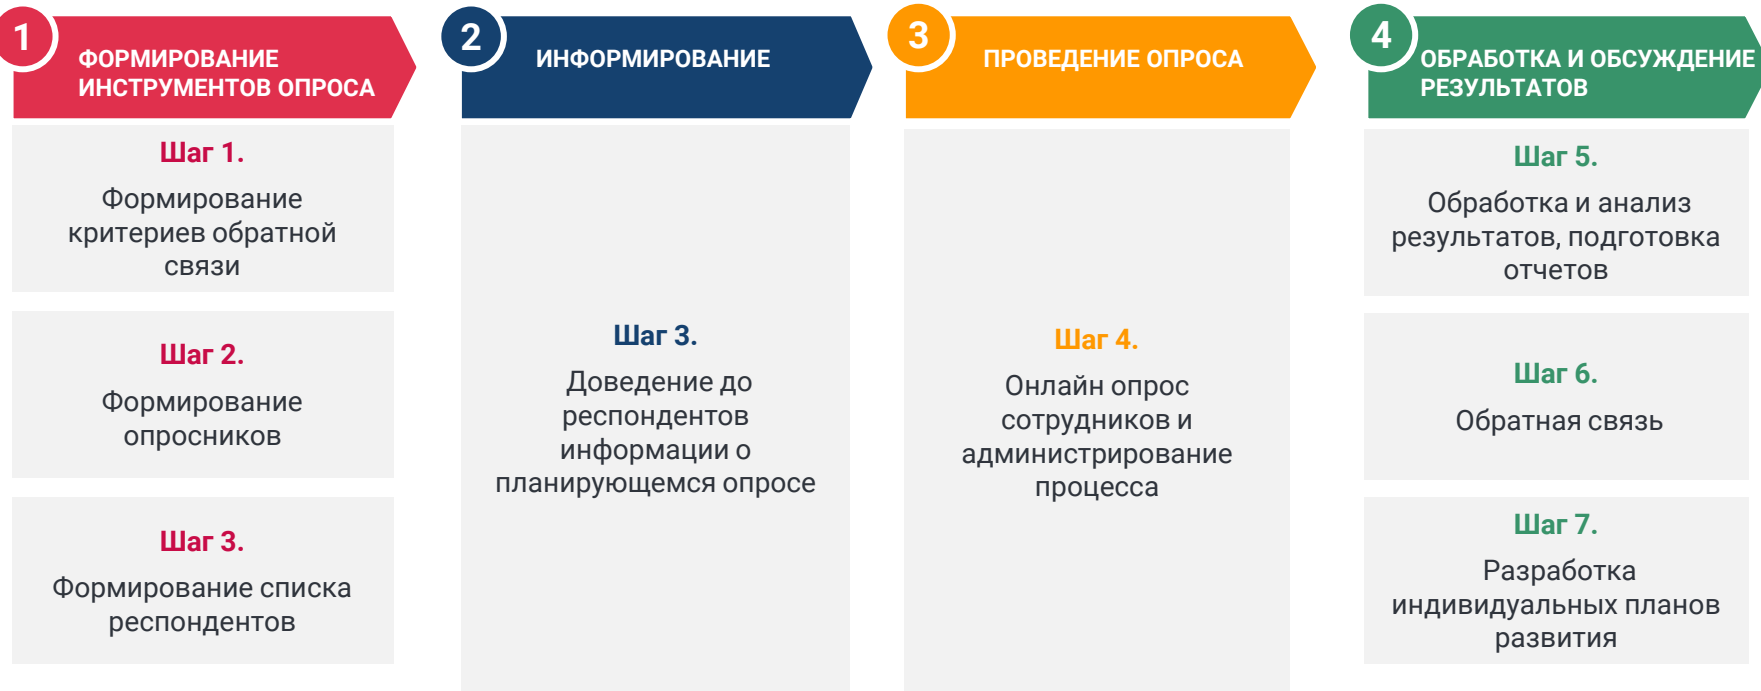 1
ФОРМИРОВАНИЕ
ИНСТРУМЕНТОВ ОПРОСА
Шаг 1.
Формирование
критериев обратной
связи
Шаг 2.
Формирование
опросников
Шаг 3.
Формирование списка
респондентов
2
ИНФОРМИРОВАНИЕ
Шаг 3.
Доведение до
респондентов
информации о
планирующемся опросе
3
ПРОВЕДЕНИЕ ОПРОСА
Шаг 4.
Онлайн опрос
сотрудников и
администрирование
процесса
4
ОБРАБОТКА И ОБСУЖДЕНИЕ
РЕЗУЛЬТАТОВ
Шаг 5.
Обработка и анализ
результатов, подготовка
отчетов
Шаг 6.
Обратная связь
Шаг 7.
Разработка
индивидуальных планов
развития